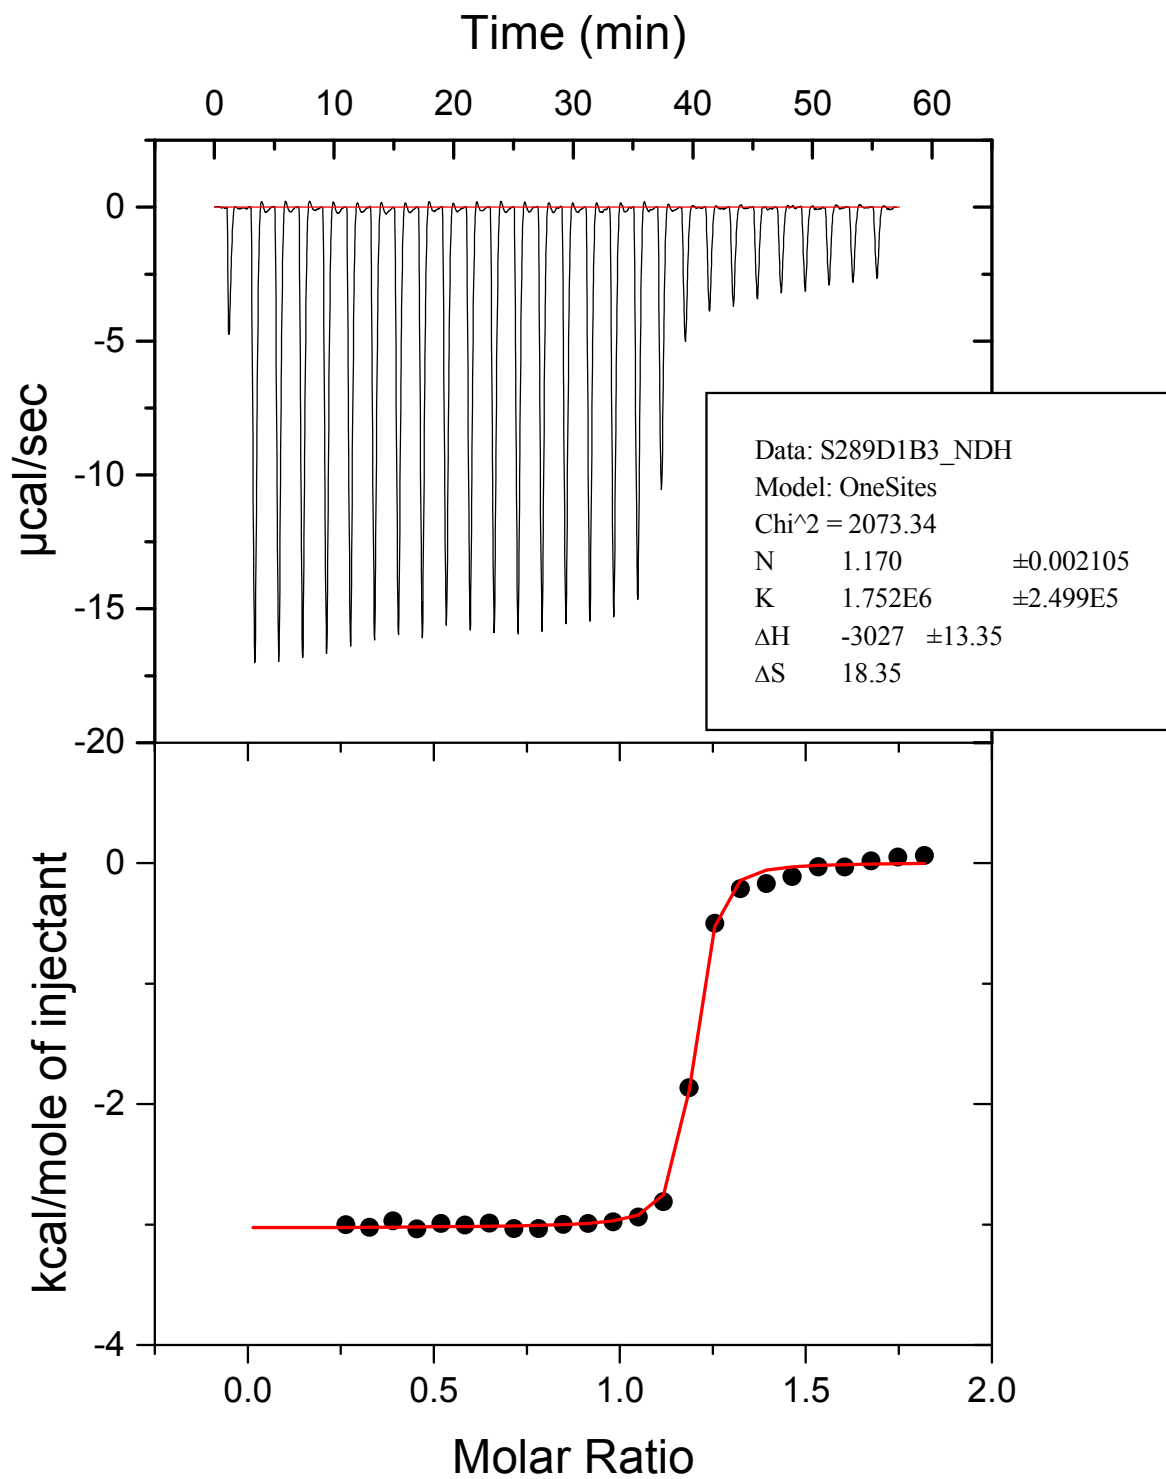 Time (min)
0 10 20 30 40 50 60
0
-5
-10
-15
-20
µcal/sec
Data: S289D1B3_NDH
Model: OneSites
Chi^2 = 2073.34
N 1.170 ±0.002105
K 1.752E6 ±2.499E5
ΔH -3027 ±13.35
ΔS 18.35
0
-2
-4
kcal/mole of injectant
0.0 0.5 1.0 1.5 2.0
Molar Ratio